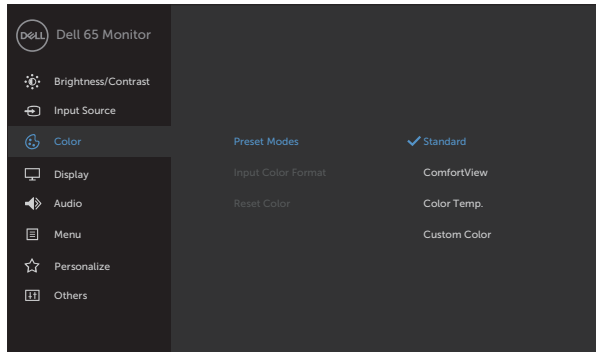 DELL Dell 65 Monitor
Brightness/Contrast
Input Source
Color
Preset Modes
Standard
Display
Input Color Format
ComfortView
Audio
Reset Color
Color Temp.
Menu
Custom Color
Personalize
Others